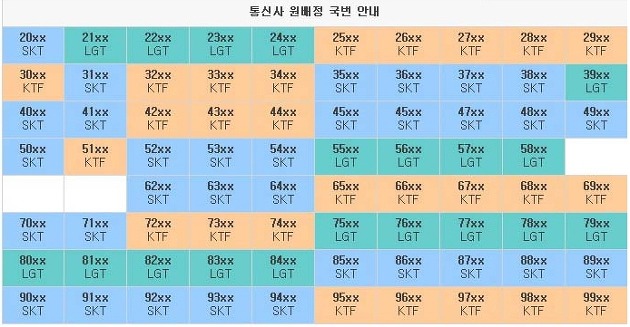 통신사 원배정 국번 안내
20xx 21xx 22xx 23xx 24xx 25xx 26xx 27xx 28xx 29xx
SKT LGT LGT LGT LGT KTF KTF KTF KTF KTF
30xx 31xx 32xx 33xx 34xx 35xx 36xx 37xx 38xx 39xx
KTF SKT KTF KTF KTF SKT SKT SKT SKT LGT
40xx 41xx 42xx 43xx 44xx 45xx 45xx 47xx 48xx 49xx
SKT SKT KTF KTF KTF SKT SKT SKT SKT SKT
50xx 51xx 52xx 53xx 54xx 55xx 56xx 57xx 58xx
SKT KTF SKT SKT SKT LGT LGT LGT LGT
62xx 63xx 64xx 65xx 66xx 67xx 68xx 69xx
SKT SKT SKT KTF KTF KTF KTF KTF
70xx 71xx 72xx 73xx 74xx 75xx 76xx 77xx 78xx 79xx
SKT SKT KTF KTF KTF LGT LGT LGT LGT LGT
80xx 81xx 82xx 83xx 84xx 85xx 86xx 87xx 88xx 89xx
LGT LGT LGT LGT LGT SKT SKT SKT SKT SKT
90xx 91xx 92xx 93xx 94xx 95xx 96xx 97xx 98xx 99xx
SKT SKT SKT SKT SKT KTF KTF KTF KTF KTF